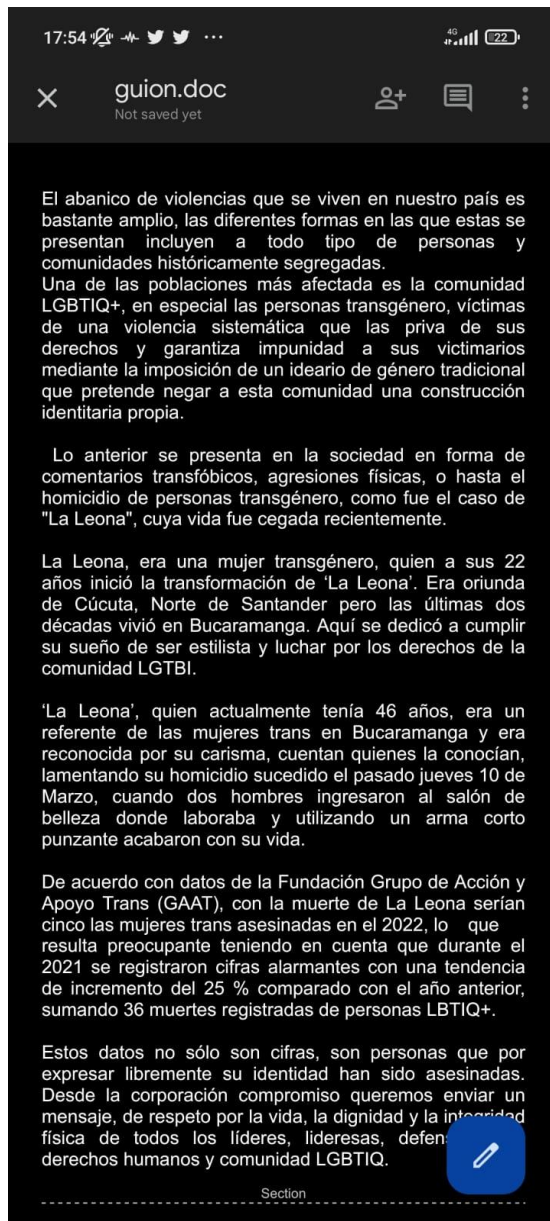 17:54
4G
22
guion.doc
Not saved yet
El abanico de violencias que se viven en nuestro país es
bastante amplio, las diferentes formas en las que estas se
presentan incluyen a todo tipo de personas y
comunidades históricamente segregadas.
Una de las poblaciones más afectada es la comunidad
LGBTIQ+, en especial las personas transgénero, víctimas
de una violencia sistemática que las priva de sus
derechos y garantiza impunidad a sus victimarios
mediante la imposición de un ideario de género tradicional
que pretende negar a esta comunidad una construcción
identitaria propia.
Lo anterior se presenta en la sociedad en forma de
comentarios transfóbicos, agresiones físicas, o hasta el
homicidio de personas transgénero, como fue el caso de
"La Leona", cuya vida fue cegada recientemente.
La Leona, era una mujer transgénero, quien a sus 22
años inició la transformación de ‘La Leona’. Era oriunda
de Cúcuta, Norte de Santander pero las últimas dos
décadas vivió en Bucaramanga. Aquí se dedicó a cumplir
su sueño de ser estilista y luchar por los derechos de la
comunidad LGTBI.
‘La Leona’, quien actualmente tenía 46 años, era un
referente de las mujeres trans en Bucaramanga y era
reconocida por su carisma, cuentan quienes la conocían,
lamentando su homicidio sucedido el pasado jueves 10 de
Marzo, cuando dos hombres ingresaron al salón de
belleza donde laboraba y utilizando un arma corto
punzante acabaron con su vida.
De acuerdo con datos de la Fundación Grupo de Acción y
Apoyo Trans (GAAT), con la muerte de La Leona serían
cinco las mujeres trans asesinadas en el 2022, lo que
resulta preocupante teniendo en cuenta que durante el
2021 se registraron cifras alarmantes con una tendencia
de incremento del 25 % comparado con el año anterior,
sumando 36 muertes registradas de personas LBTIQ+.
Estos datos no sólo son cifras, son personas que por
expresar libremente su identidad han sido asesinadas.
Desde la corporación compromiso queremos enviar un
mensaje, de respeto por la vida, la dignidad y la integridad
física de todos los líderes, lideresas,
derechos humanos y comunidad LGBTIQ.
Section